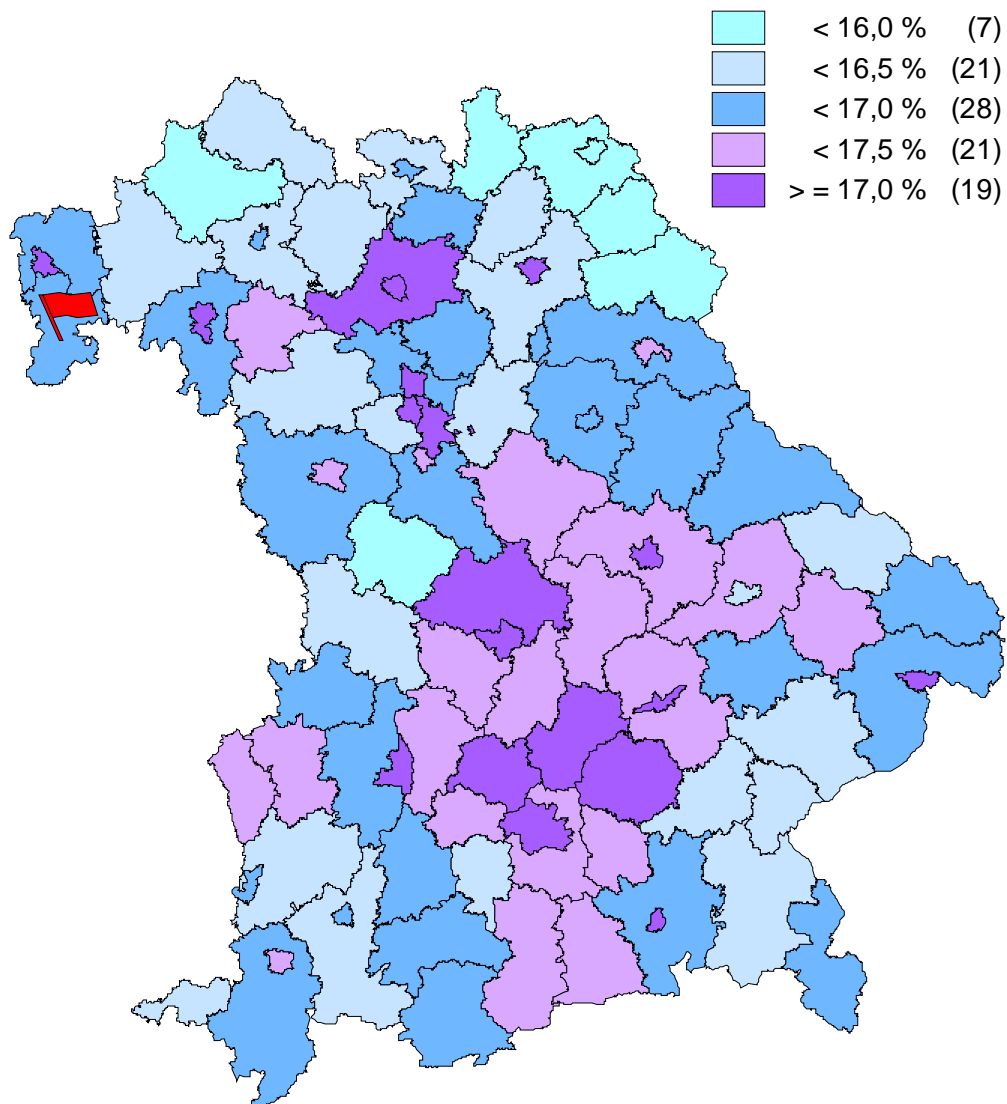 < 16,0 % (7)
< 16,5 % (21)
< 17,0 % (28)
< 17,5 % (21)
> = 17,0 % (19)